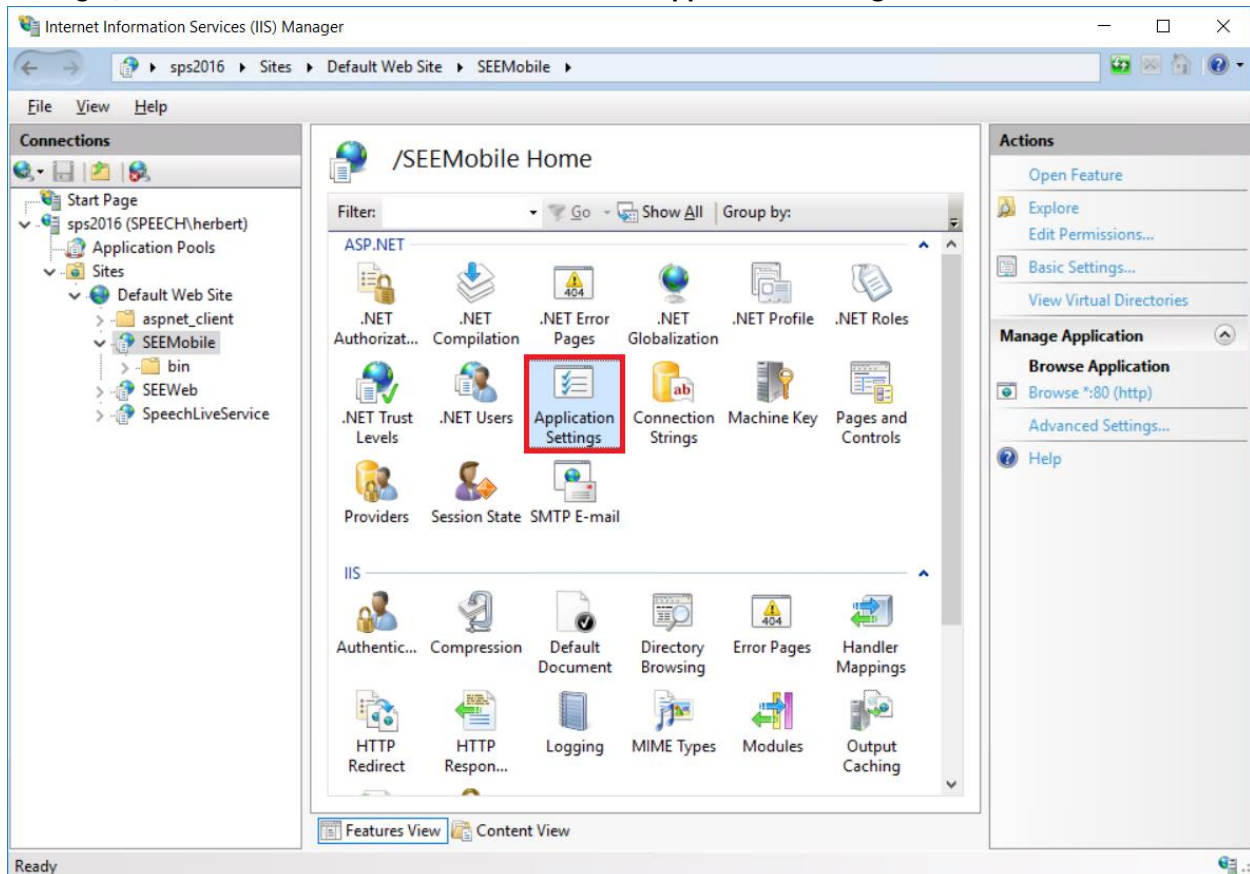 Internet Information Services (IIS) Manager
sps2016 Sites Default Web Site SEEMobile
File View Help
Connections
Start Page
sps2016 (SPEECH\herbert)
Application Pools
Sites
Default Web Site
aspnet_client
SEEMobile
bin
SEEWeb
SpeechLiveService
/SEEMobile Home
Filter: Go Show All Group by:
ASP.NET
.NET Authorizat...
.NET Compilation
.NET Error Pages
.NET Globalization
.NET Profile
.NET Roles
.NET Trust Levels
.NET Users
Application Settings
Connection Strings
Machine Key
Pages and Controls
Providers
Session State
SMTP E-mail
IIS
Authentic...
Compression
Default Document
Directory Browsing
Error Pages
Handler Mappings
HTTP Redirect
HTTP Respon...
Logging
MIME Types
Modules
Output Caching
Features View Content View
Actions
Open Feature
Explore
Edit Permissions...
Basic Settings...
View Virtual Directories
Manage Application
Browse Application
Browse *:80 (http)
Advanced Settings...
Help
Ready